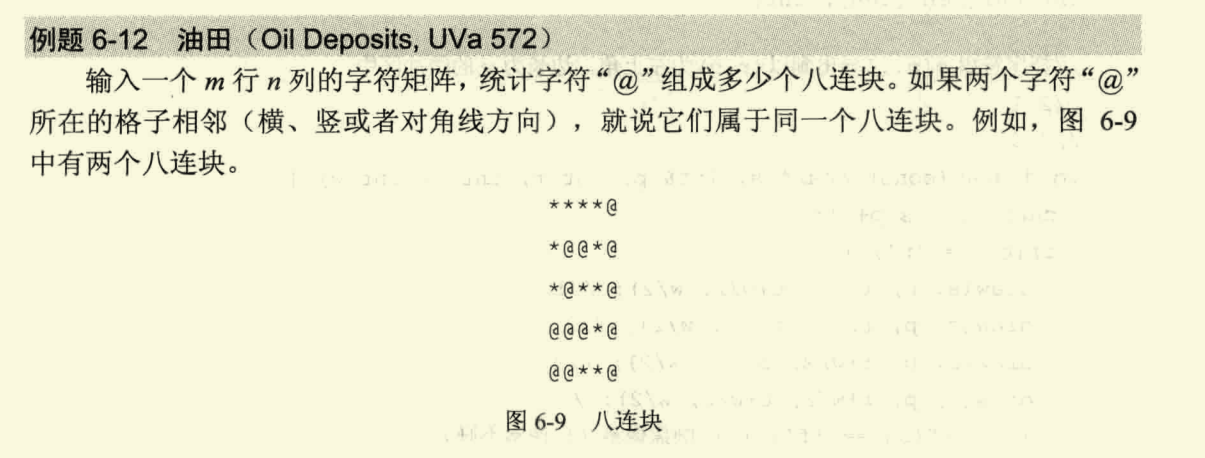 例题 6-12 油田（Oil Deposits, UVa 572）
输入一个 m 行 n 列的字符矩阵，统计字符“@”组成多少个八连块。如果两个字符“@”
所在的格子相邻（横、竖或者对角线方向），就说它们属于同一个八连块。例如，图 6-9
中有两个八连块。
****@
*@@*@
*@**@
@@@*@
@@**@
图 6-9 八连块